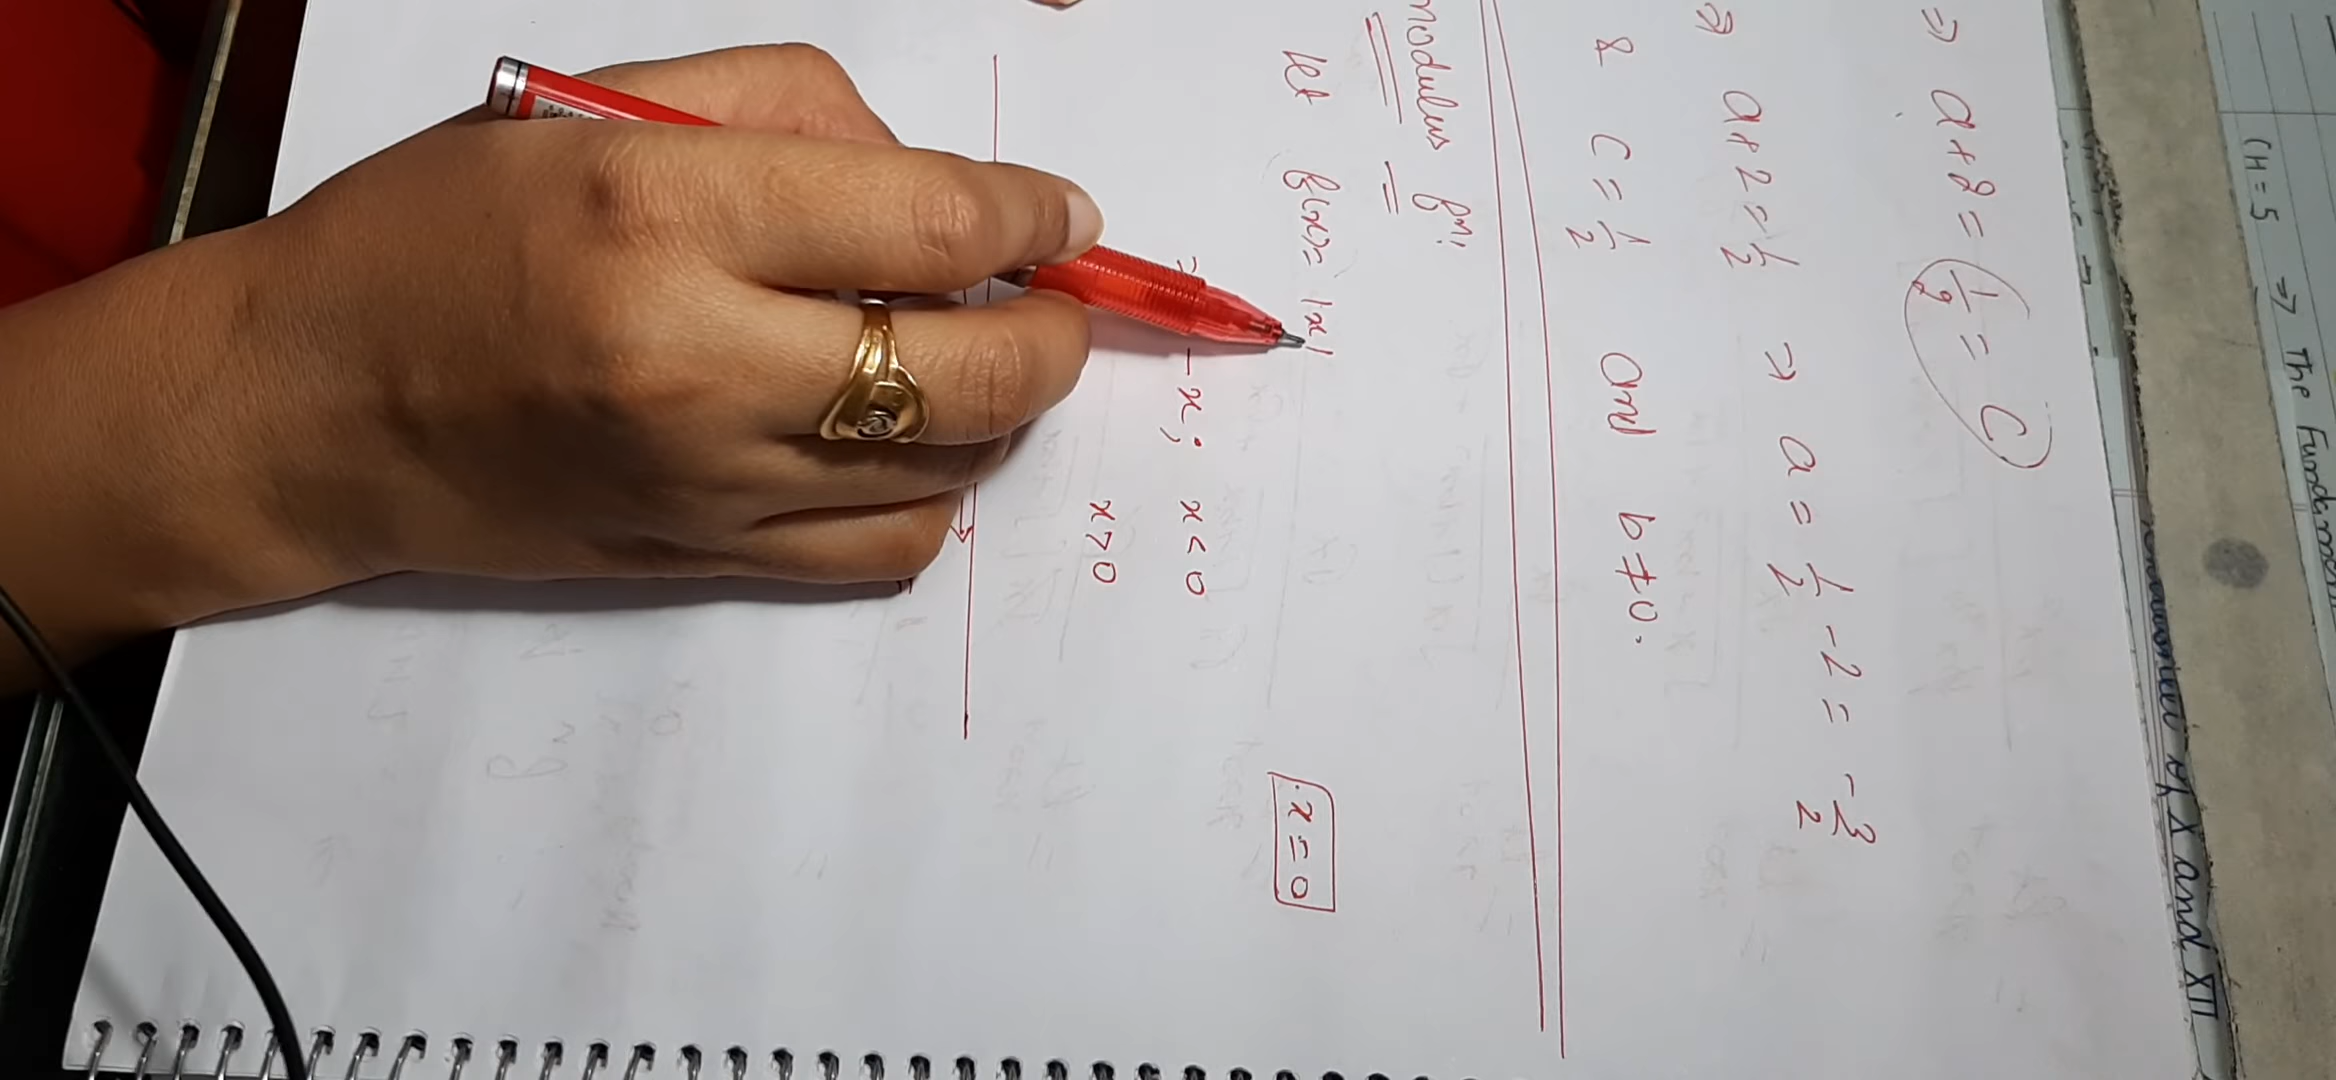 CH = 5 ⇒ The Fundamen
of X and XII
⇒ a+2 = 1/2 = C
⇒ a+2 = 1/2 ⇒ a = 1/2 - 2 = -3/2
& C = 1/2 and b ≠ 0.
modulus fn:
let f(x) = |x| x = 0
= -x ; x < 0
x > 0